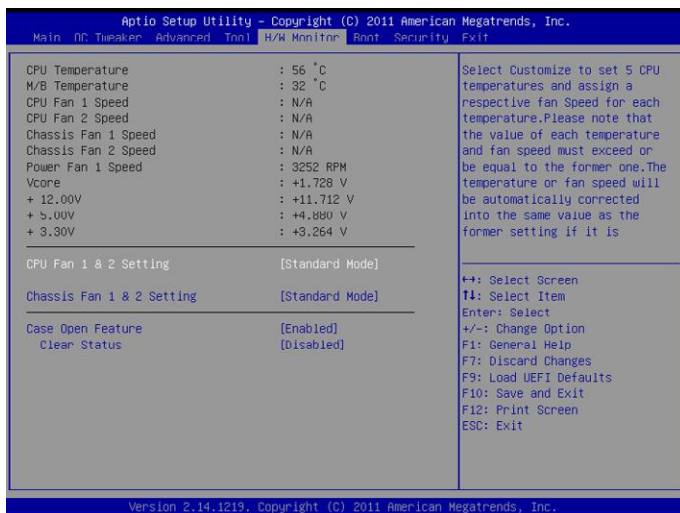 Aptio Setup Utility – Copyright (C) 2011 American Megatrends, Inc.
Main OC Tweaker Advanced Tool H/W Monitor Boot Security Exit
CPU Temperature : 56 °C
M/B Temperature : 32 °C
CPU Fan 1 Speed : N/A
CPU Fan 2 Speed : N/A
Chassis Fan 1 Speed : N/A
Chassis Fan 2 Speed : N/A
Power Fan 1 Speed : 3252 RPM
Vcore : +1.728 V
+ 12.00V : +11.712 V
+ 5.00V : +4.880 V
+ 3.30V : +3.264 V
CPU Fan 1 & 2 Setting [Standard Mode]
Chassis Fan 1 & 2 Setting [Standard Mode]
Case Open Feature [Enabled]
Clear Status [Disabled]
Select Customize to set 5 CPU
temperatures and assign a
respective fan Speed for each
temperature.Please note that
the value of each temperature
and fan speed must exceed or
be equal to the former one.The
temperature or fan speed will
be automatically corrected
into the same value as the
former setting if it is
↔: Select Screen
↑↓: Select Item
Enter: Select
+/-: Change Option
F1: General Help
F7: Discard Changes
F9: Load UEFI Defaults
F10: Save and Exit
F12: Print Screen
ESC: Exit
Version 2.14.1219. Copyright (C) 2011 American Megatrends, Inc.